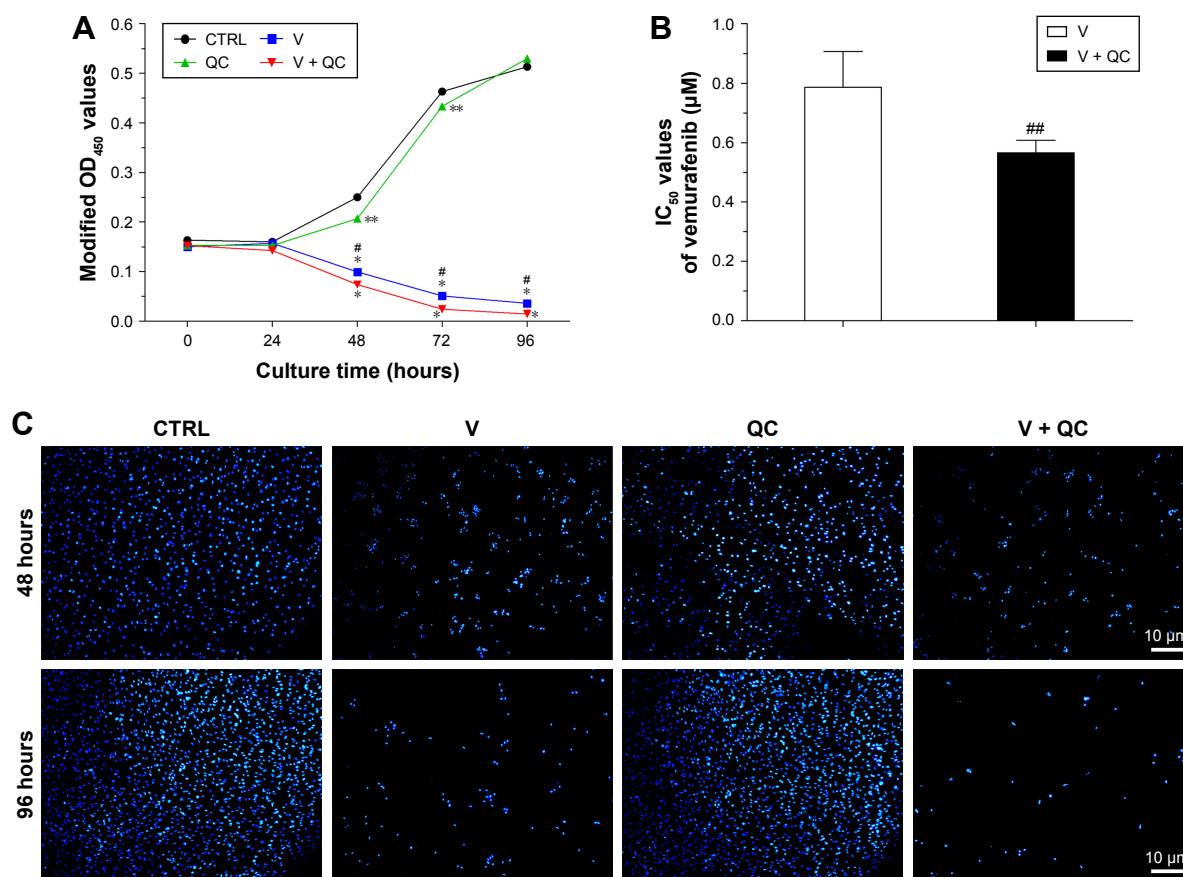 A
Modified OD450 values
0.6
0.5
0.4
0.3
0.2
0.1
0.0
CTRL
V
QC
V + QC
**
**
#
*
*
#
*
*
#
*
*
0
24
48
72
96
Culture time (hours)
B
IC50 values
of vemurafenib (µM)
1.0
0.8
0.6
0.4
0.2
0.0
V
V + QC
##
C
CTRL
V
QC
V + QC
48 hours
10 µm
96 hours
10 µm